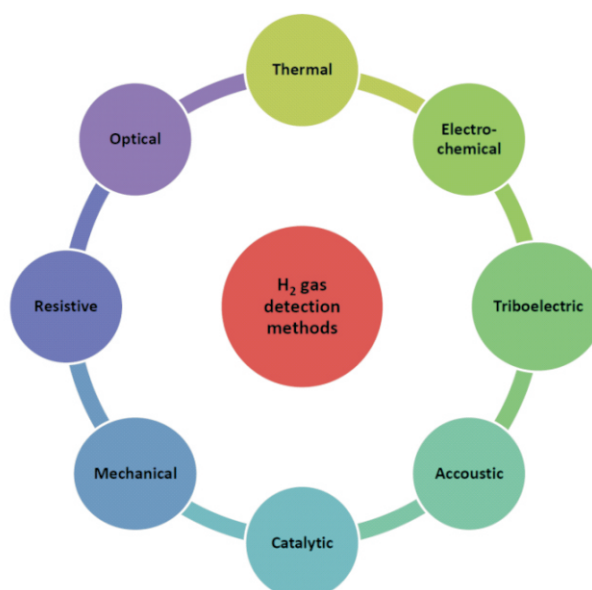 Thermal
Electro-
chemical
Triboelectric
Accoustic
Catalytic
Mechanical
Resistive
Optical
H₂ gas
detection
methods